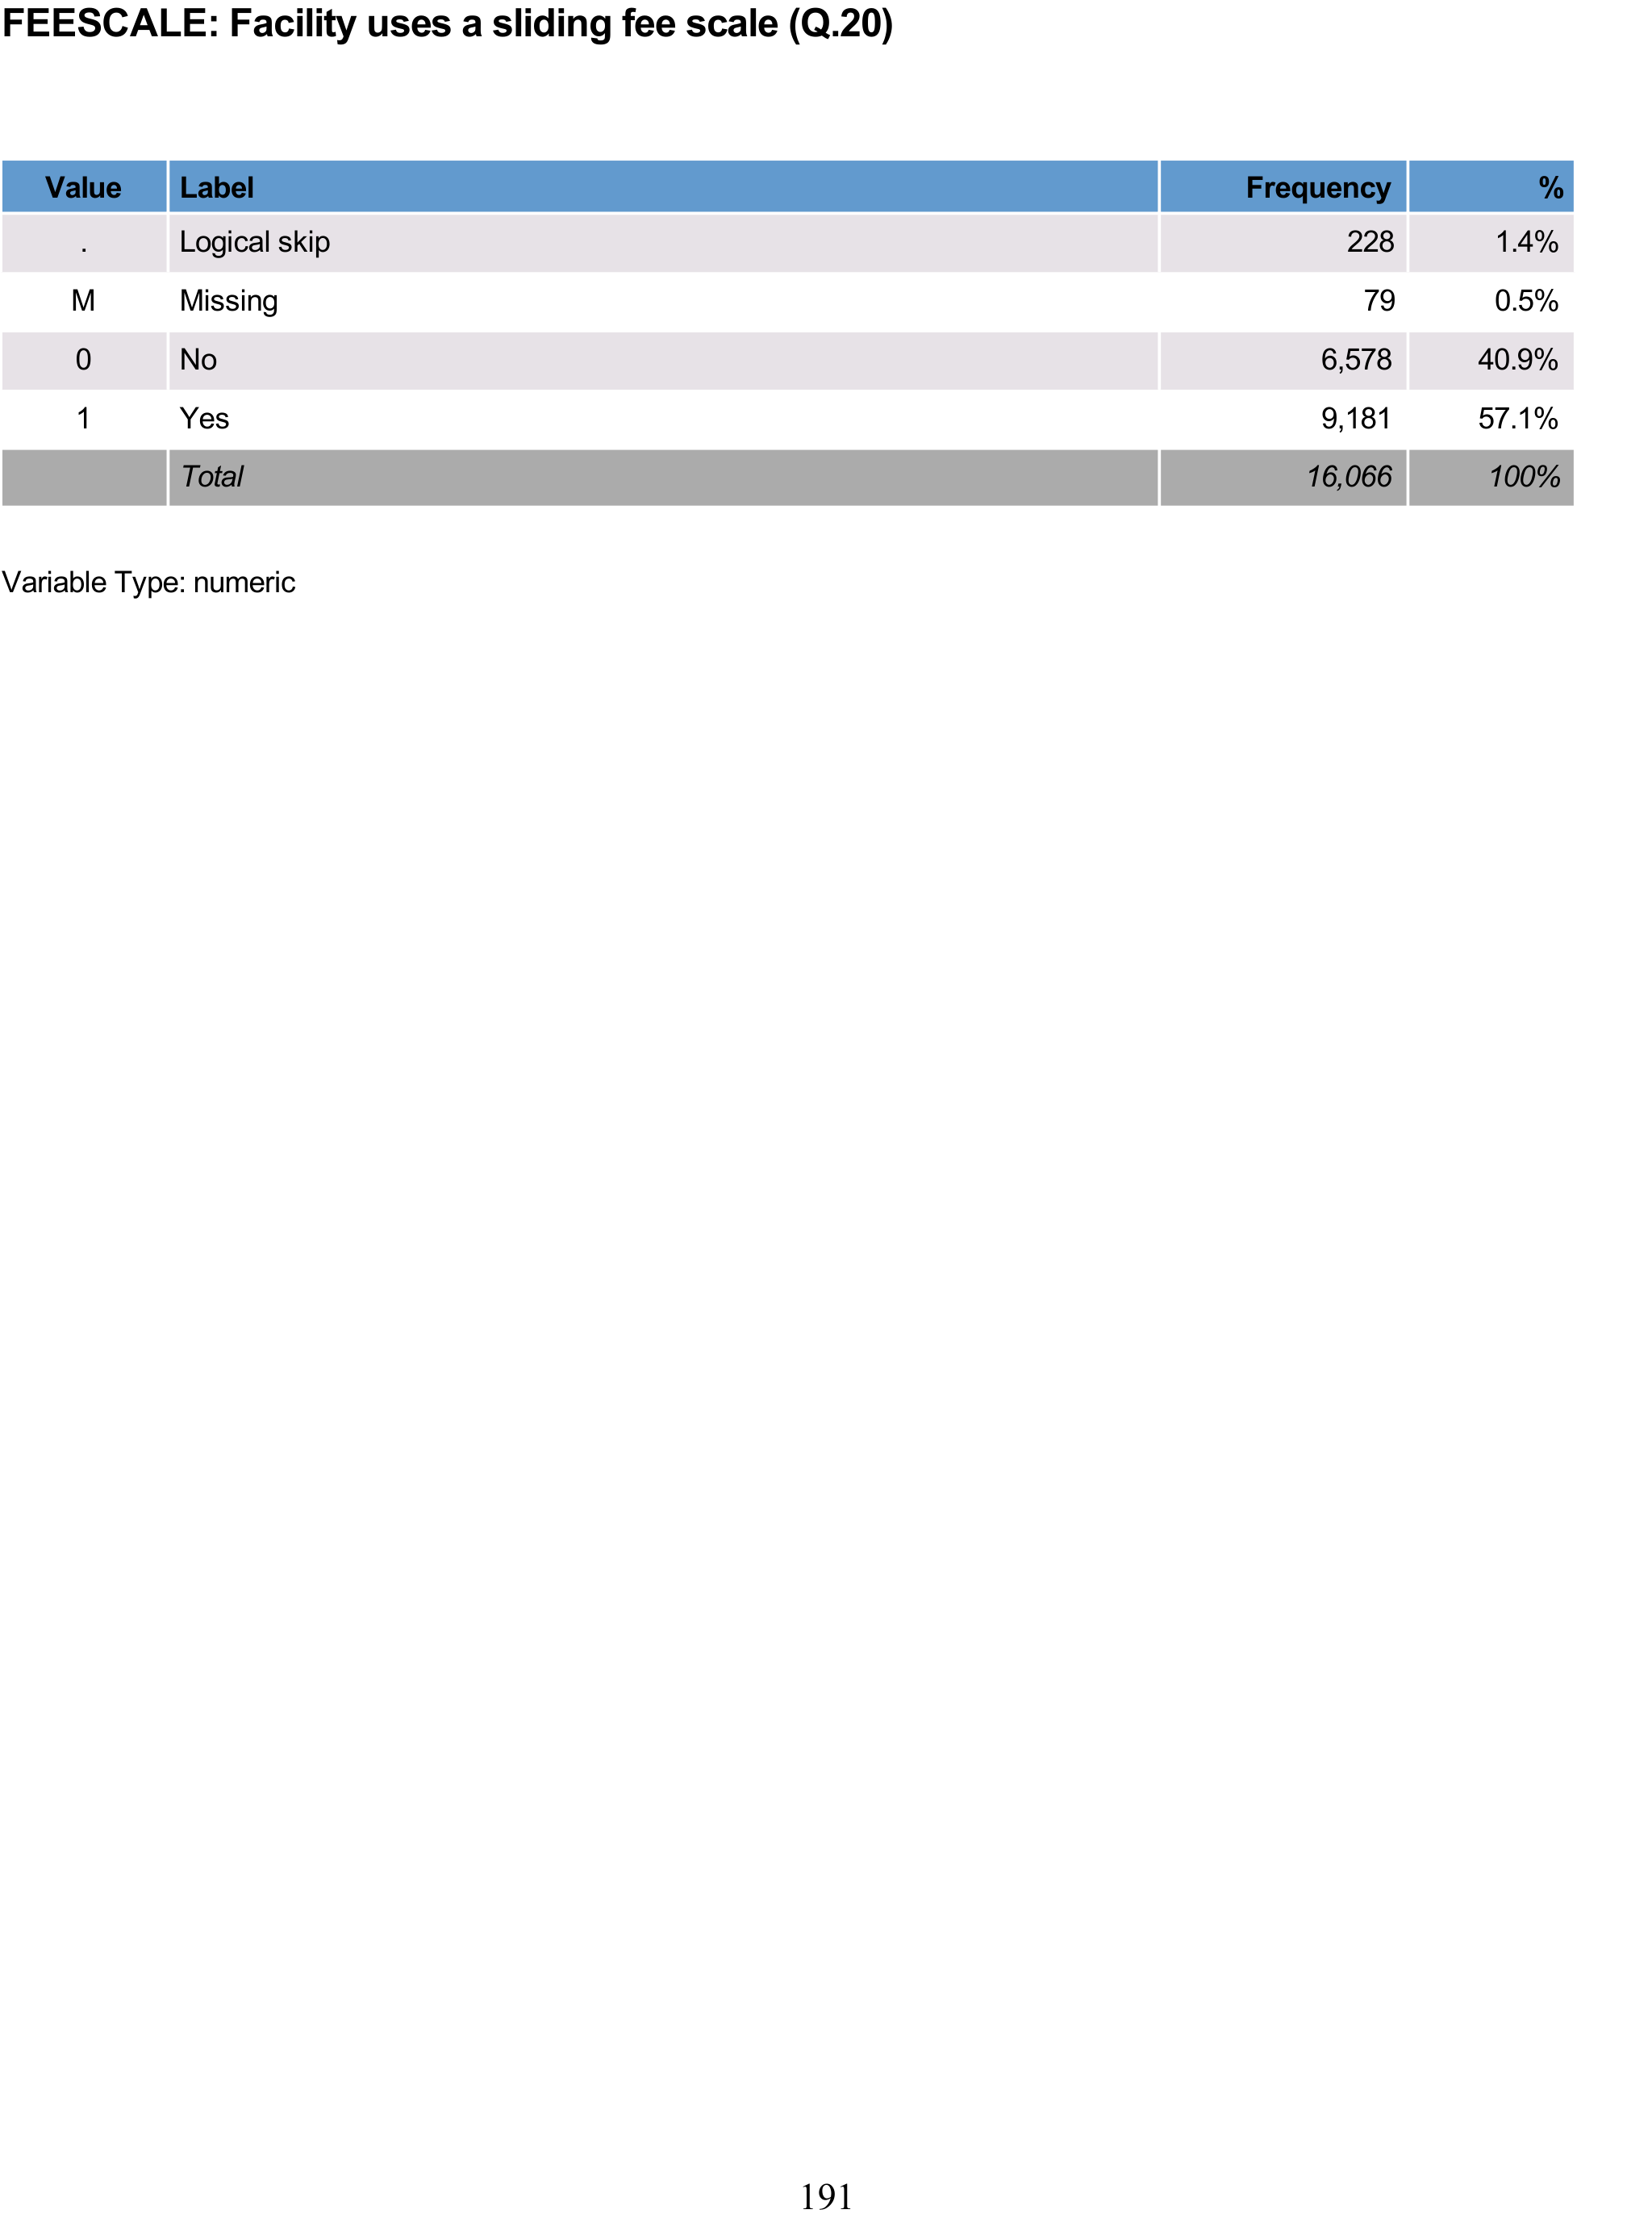 FEESCALE: Facility uses a sliding fee scale (Q.20)
Value Label Frequency %
. Logical skip 228 1.4%
M Missing 79 0.5%
0 No 6,578 40.9%
1 Yes 9,181 57.1%
Total 16,066 100%
Variable Type: numeric
191